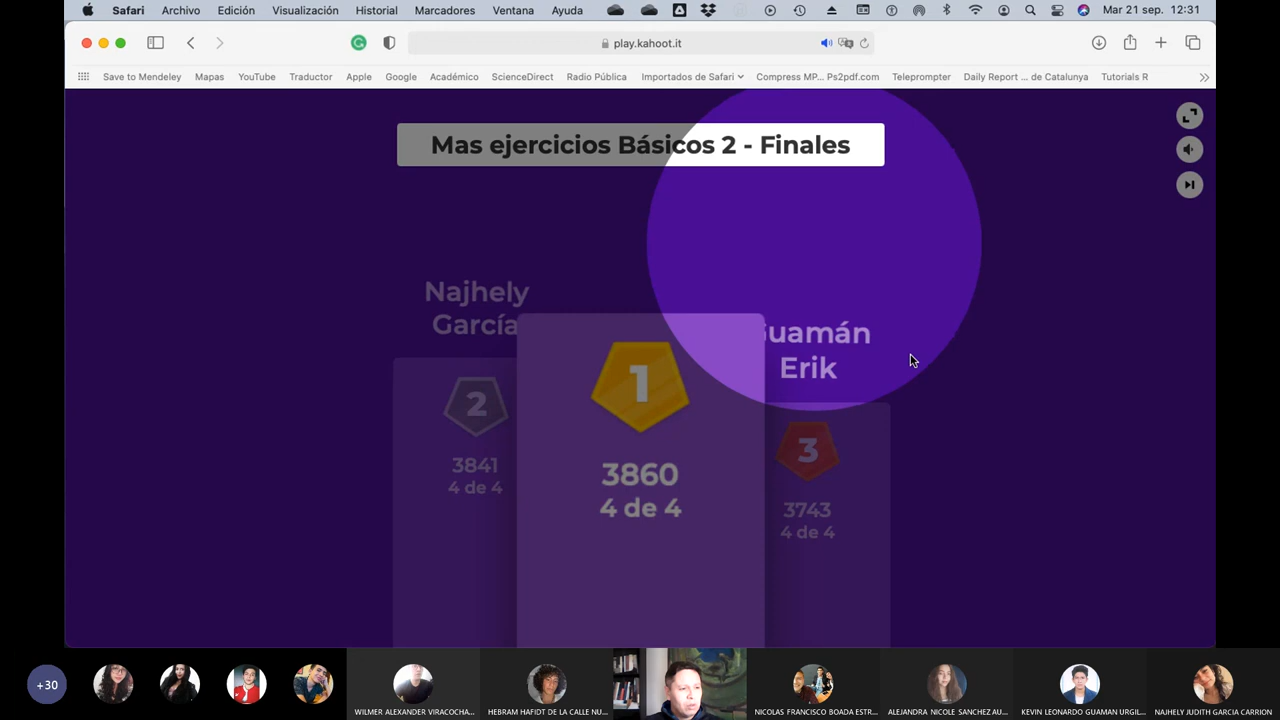 Safari Archivo Edición Visualización Historial Marcadores Ventana Ayuda Mar 21 sep. 12:31
play.kahoot.it
Save to Mendeley Mapas YouTube Traductor Apple Google Académico ScienceDirect Radio Pública Importados de Safari Compress MP... Ps2pdf.com Teleprompter Daily Report ... de Catalunya Tutorials R
Mas ejercicios Básicos 2 - Finales
Najhely
García
Guamán
Erik
1
2
3
3860
4 de 4
3841
4 de 4
3743
4 de 4
+30
WILMER ALEXANDER VIRACOCHA...
HEBRAM HAFIDT DE LA CALLE NU...
NICOLAS FRANCISCO BOADA ESTR...
ALEJANDRA NICOLE SANCHEZ AU...
KEVIN LEONARDO GUAMAN URGIL...
NAJHELY JUDITH GARCIA CARRION